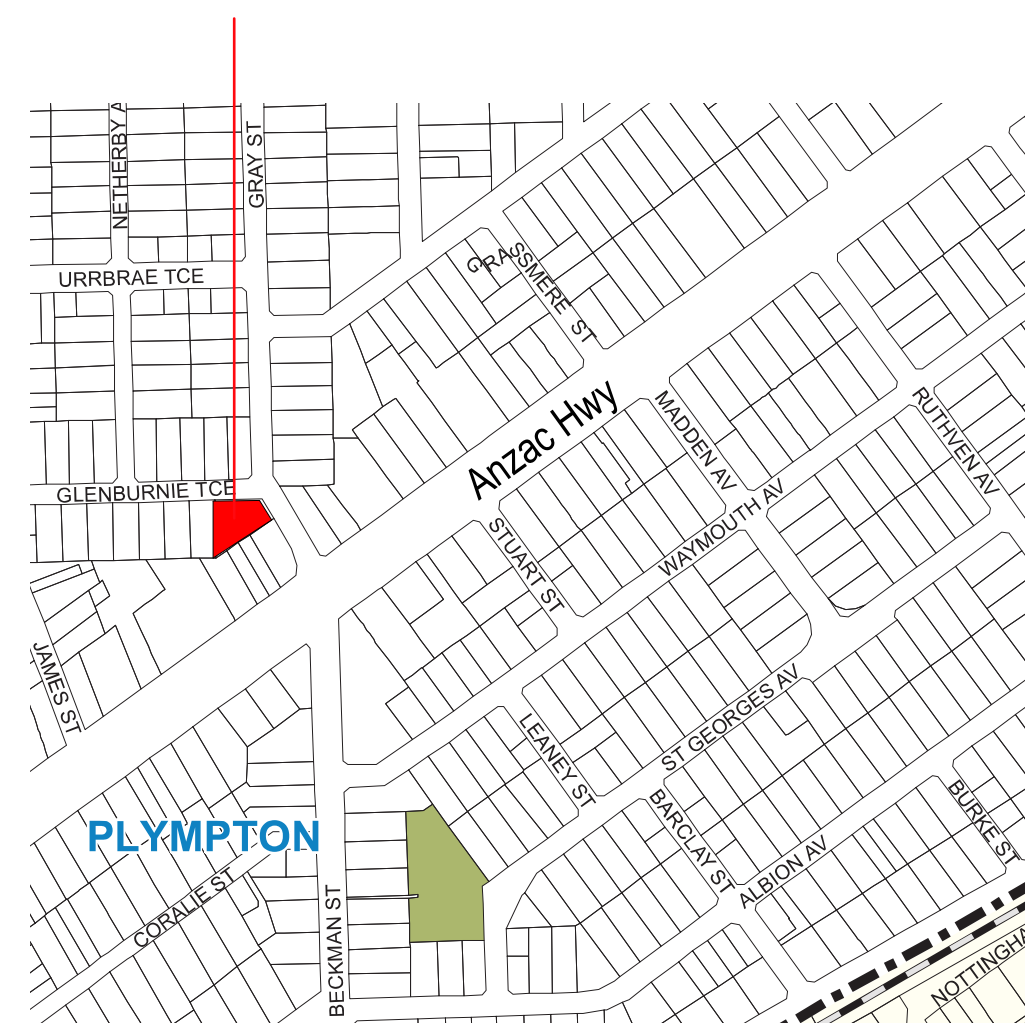 NETHERBY A
GRAY ST
GRASSMERE ST
URRBRAE TCE
Anzac Hwy
MADDEN AV
RUTHVEN AV
GLENBURNIE TCE
WAYMOUTH AV
STUART ST
JAMES ST
LEANEY ST
ST GEORGES AV
BARCLAY ST
BURKE ST
PLYMPTON
ALBION AV
CORALIE ST
BECKMAN ST
NOTTINGHA